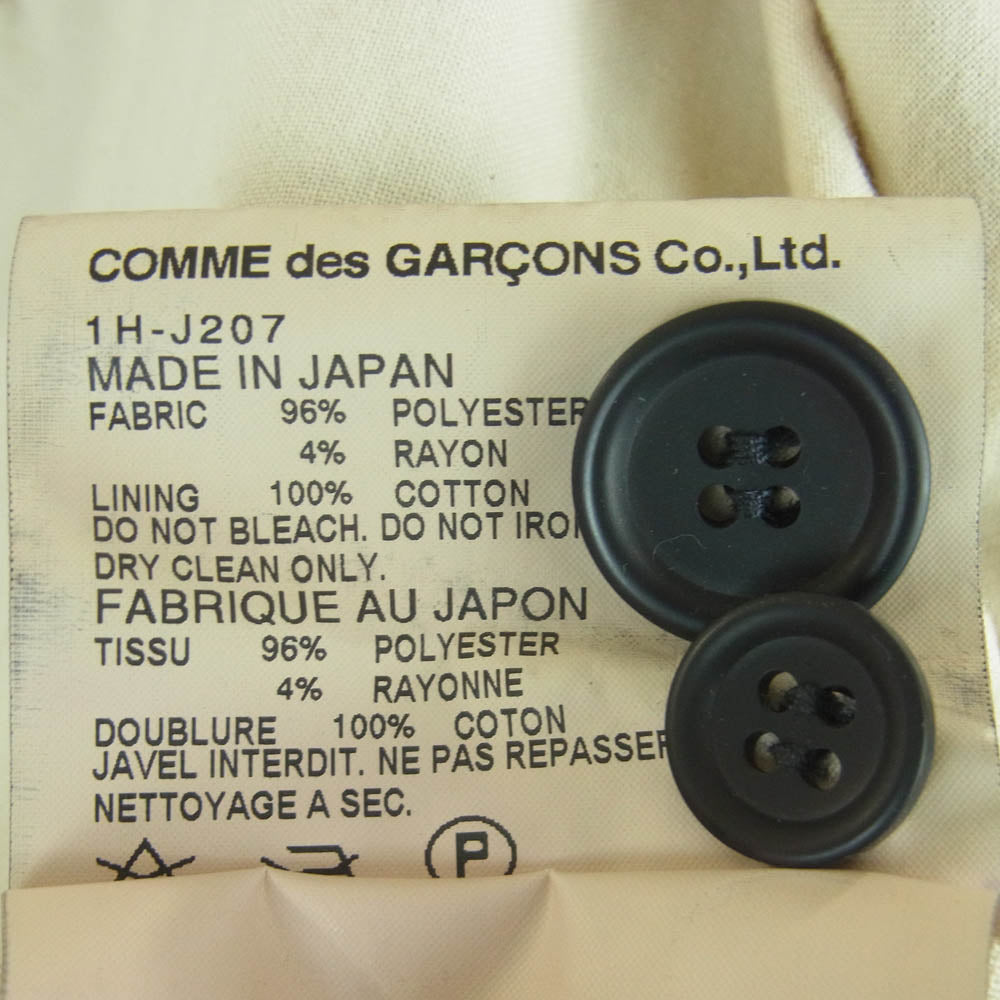 COMME des GARÇONS Co.,Ltd.
1H-J207
MADE IN JAPAN
FABRIC 96% POLYESTER
4% RAYON
LINING 100% COTTON
DO NOT BLEACH. DO NOT IRON
DRY CLEAN ONLY.
FABRIQUE AU JAPON
TISSU 96% POLYESTER
4% RAYONNE
DOUBLURE 100% COTON
JAVEL INTERDIT. NE PAS REPASSER
NETTOYAGE A SEC.
P